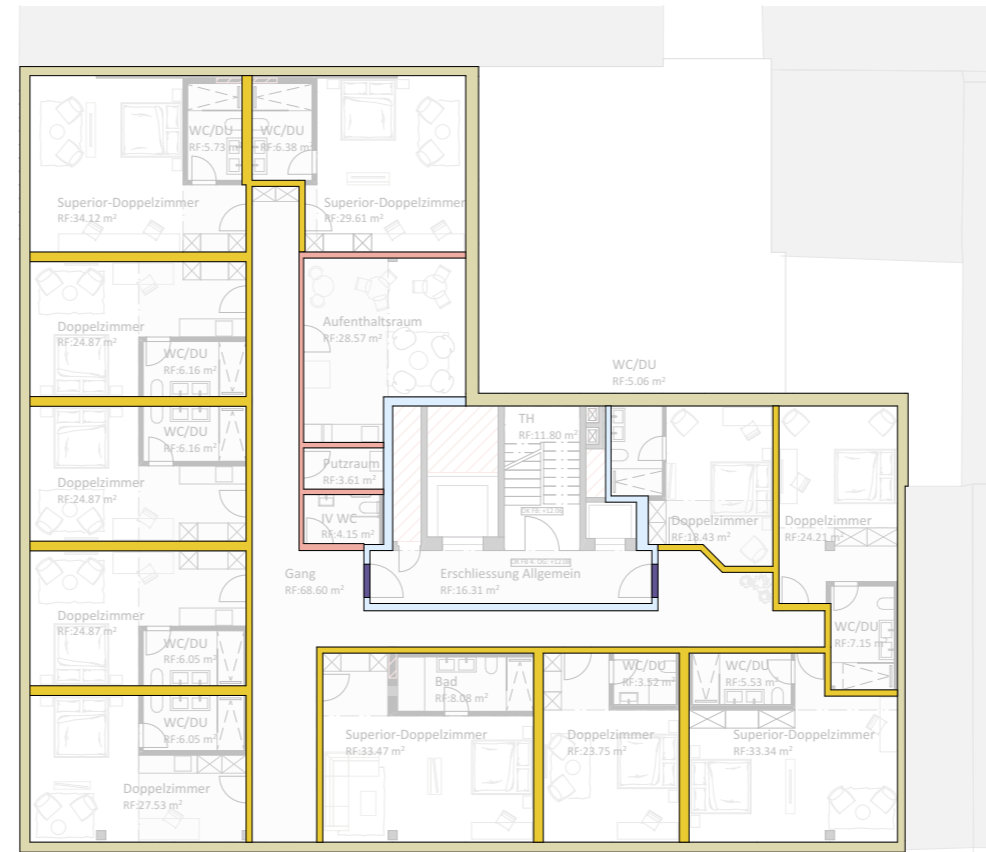 WC/DU
RF:5.73 m²
WC/DU
RF:6.38 m²
Superior-Doppelzimmer
RF:34.12 m²
Superior-Doppelzimmer
RF:29.61 m²
Doppelzimmer
RF:24.87 m²
WC/DU
RF:6.16 m²
Aufenthaltsraum
RF:28.57 m²
WC/DU
RF:5.06 m²
WC/DU
RF:6.16 m²
Doppelzimmer
RF:24.87 m²
TH
RF:11.80 m²
Putzraum
RF:3.61 m²
IV WC
RF:4.15 m²
Doppelzimmer
RF:18.43 m²
Doppelzimmer
RF:24.21 m²
Gang
RF:68.60 m²
Erschliessung Allgemein
RF:16.31 m²
Doppelzimmer
RF:24.87 m²
WC/DU
RF:6.05 m²
WC/DU
RF:7.15 m²
WC/DU
RF:6.05 m²
Bad
RF:8.08 m²
WC/DU
RF:3.52 m²
WC/DU
RF:5.53 m²
Superior-Doppelzimmer
RF:33.47 m²
Doppelzimmer
RF:23.75 m²
Superior-Doppelzimmer
RF:33.34 m²
Doppelzimmer
RF:27.53 m²